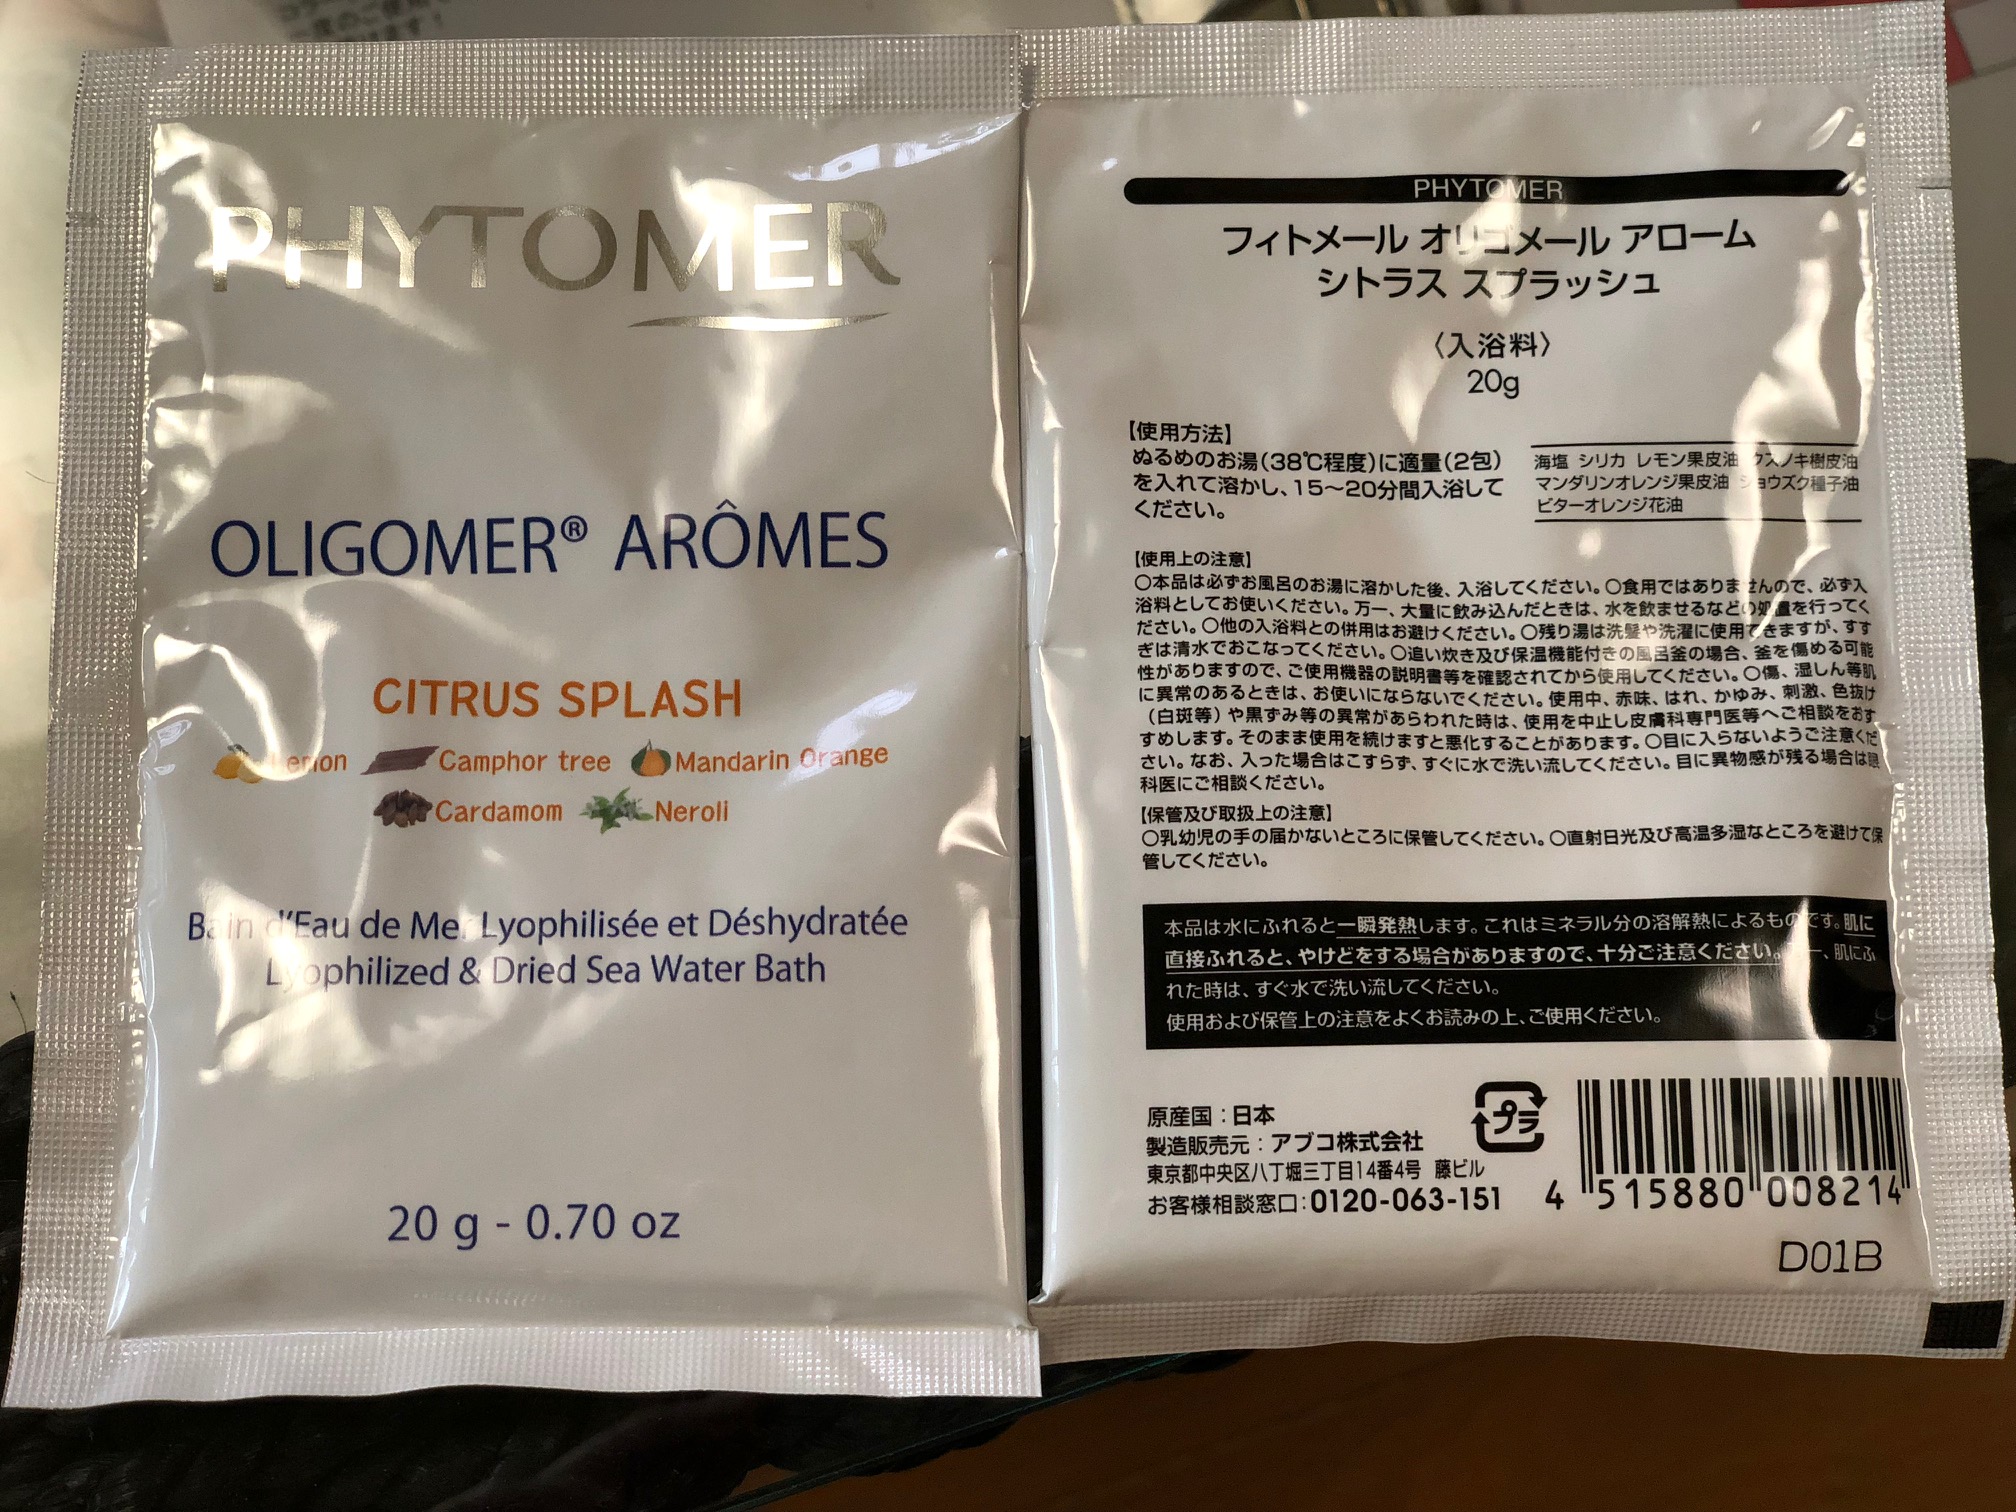 PHYTOMER
OLIGOMER® ARÔMES
CITRUS SPLASH
Lemon Camphor tree Mandarin Orange
Cardamom Neroli
Bain d'Eau de Mer Lyophilisée et Déshydratée
Lyophilized & Dried Sea Water Bath
20 g - 0.70 oz
PHYTOMER
フィトメール オリゴメール アローム
シトラス スプラッシュ
〈入浴料〉
20g
【使用方法】
ぬるめのお湯(38℃程度)に適量(2包)
を入れて溶かし、15〜20分間入浴して
ください。
海塩 シリカ レモン果皮油 クスノキ樹皮油
マンダリンオレンジ果皮油 ショウズク種子油
ビターオレンジ花油
【使用上の注意】
○本品は必ずお風呂のお湯に溶かした後、入浴してください。○食用ではありませんので、必ず入
浴料としてお使いください。万一、大量に飲み込んだときは、水を飲ませるなどの処置を行ってく
ださい。○他の入浴料との併用はお避けください。○残り湯は洗髪や洗濯に使用できますが、すす
ぎは清水でおこなってください。○追い炊き及び保温機能付きの風呂釜の場合、釜を傷める可能
性がありますので、ご使用機器の説明書等を確認されてから使用してください。○傷、湿しん等肌
に異常のあるときは、お使いにならないでください。使用中、赤味、はれ、かゆみ、刺激、色抜け
（白斑等）や黒ずみ等の異常があらわれた時は、使用を中止し皮膚科専門医等へご相談をおす
すめします。そのまま使用を続けますと悪化することがあります。○目に入らないようご注意くだ
さい。なお、入った場合はこすらず、すぐに水で洗い流してください。目に異物感が残る場合は眼
科医にご相談ください。
【保管及び取扱上の注意】
○乳幼児の手の届かないところに保管してください。○直射日光及び高温多湿なところを避けて保
管してください。
本品は水にふれると一瞬発熱します。これはミネラル分の溶解熱によるものです。肌に
直接ふれると、やけどをする場合がありますので、十分ご注意ください。一、肌にふ
れた時は、すぐ水で洗い流してください。
使用および保管上の注意をよくお読みの上、ご使用ください。
原産国：日本
製造販売元：アブコ株式会社
東京都中央区八丁堀三丁目14番4号 藤ビル
お客様相談窓口：0120-063-151
プラ
4 515880 008214
D01B